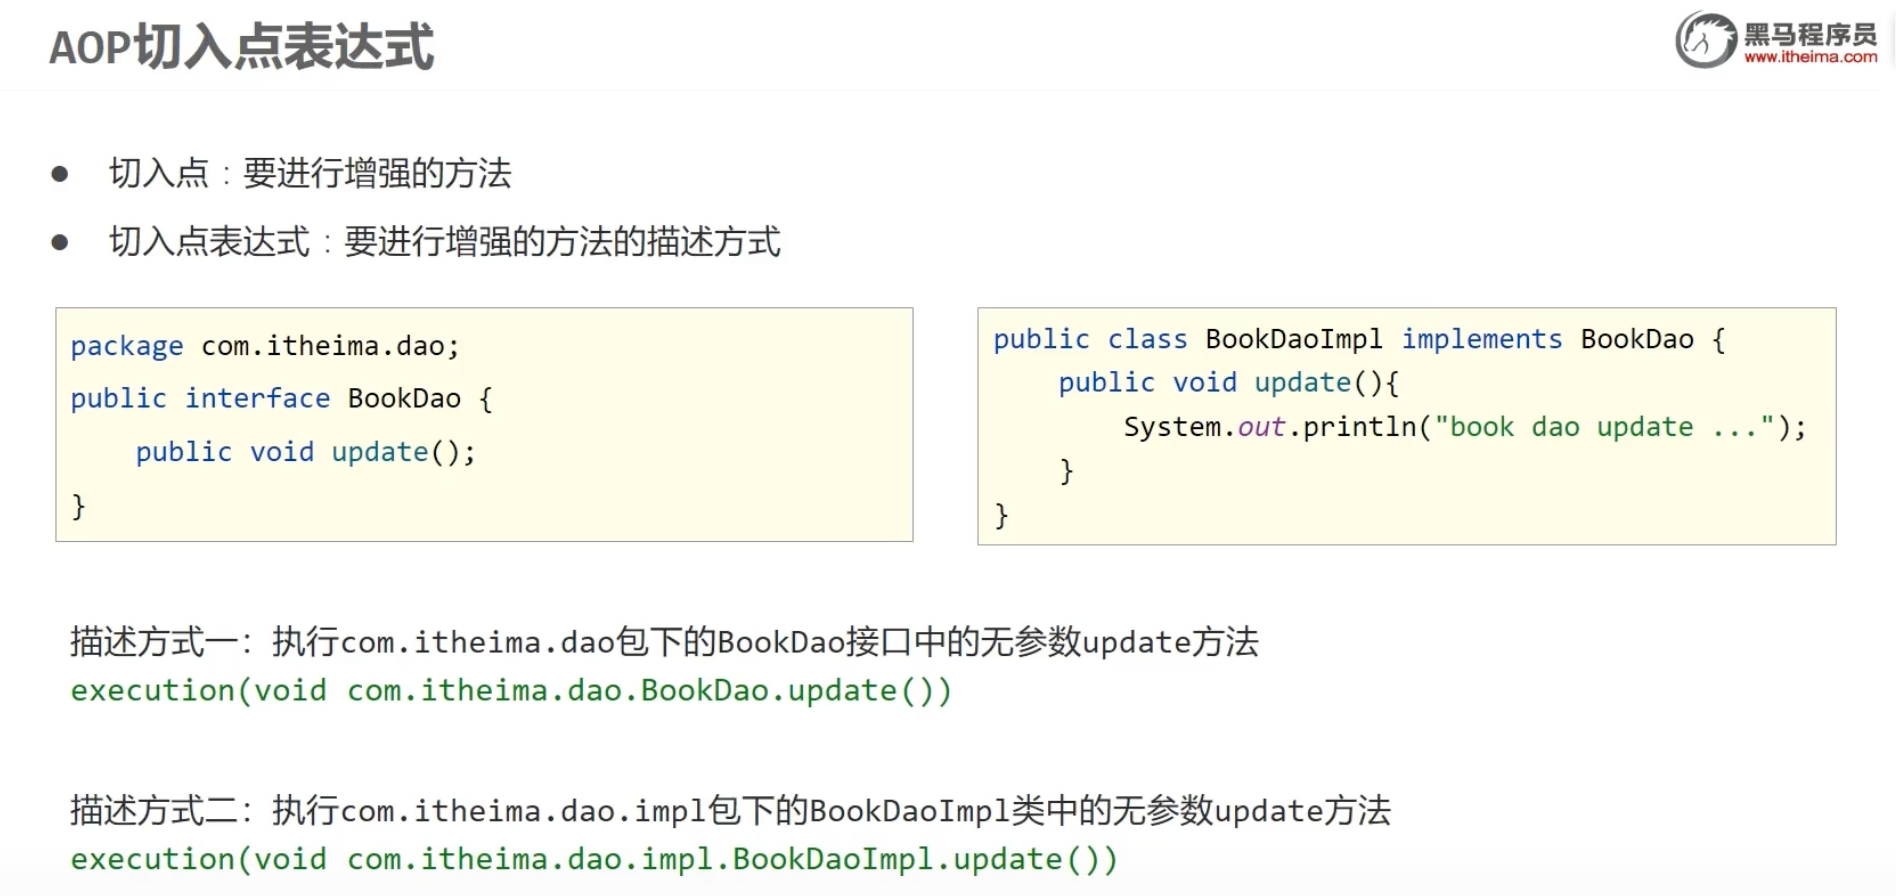 AOP切入点表达式
黑马程序员
www.itheima.com
● 切入点：要进行增强的方法
● 切入点表达式：要进行增强的方法的描述方式
package com.itheima.dao;
public interface BookDao {
    public void update();
}
public class BookDaoImpl implements BookDao {
    public void update(){
        System.out.println("book dao update ...");
    }
}
描述方式一：执行com.itheima.dao包下的BookDao接口中的无参数update方法
execution(void com.itheima.dao.BookDao.update())
描述方式二：执行com.itheima.dao.impl包下的BookDaoImpl类中的无参数update方法
execution(void com.itheima.dao.impl.BookDaoImpl.update())